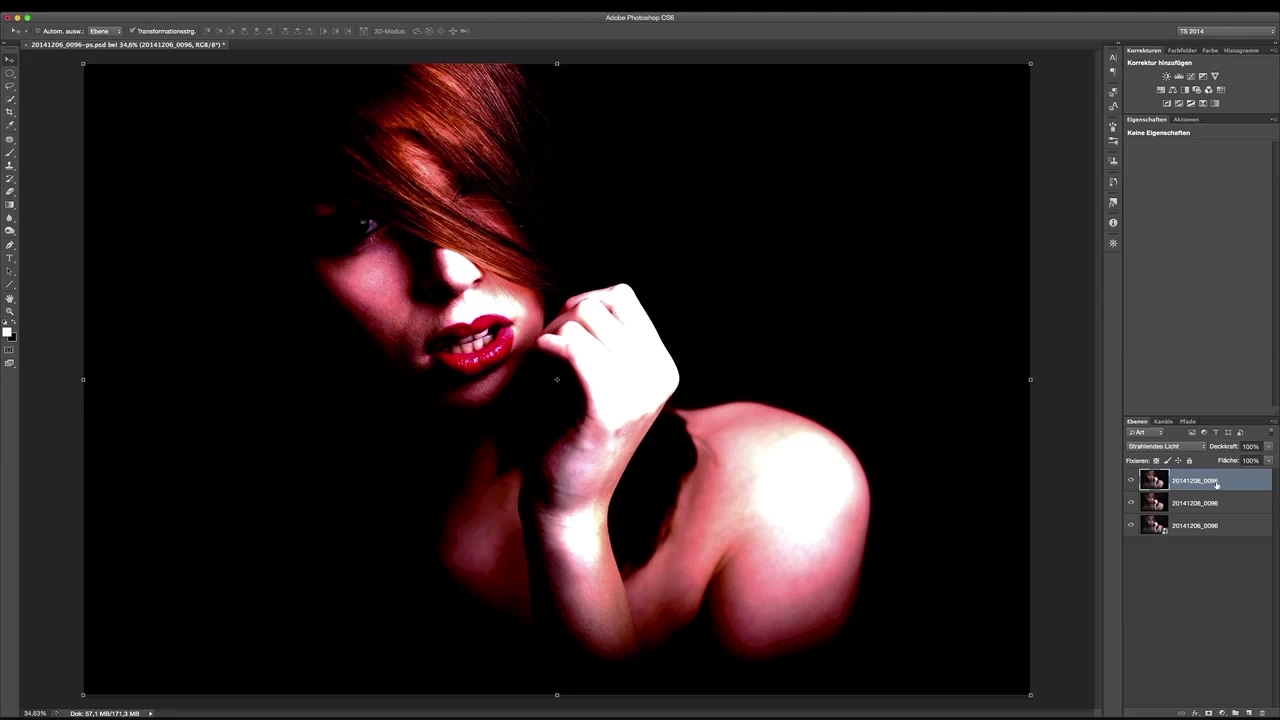 Adobe Photoshop CS6
Autom. ausw.: Ebene Transformationsstrg. 3D-Modus: TS 2014
× 20141206_0096-ps.psd bei 34,6% (20141206_0096, RGB/8*) *
Korrekturen Farbfelder Farbe Histogramm
Korrektur hinzufügen
Eigenschaften Aktionen
Keine Eigenschaften
Ebenen Kanäle Pfade
Art
Strahlendes Licht Deckkraft: 100%
Fixieren: Fläche: 100%
20141206_0096
20141206_0096
20141206_0096
34,63% Dok: 57,1 MB/171,3 MB